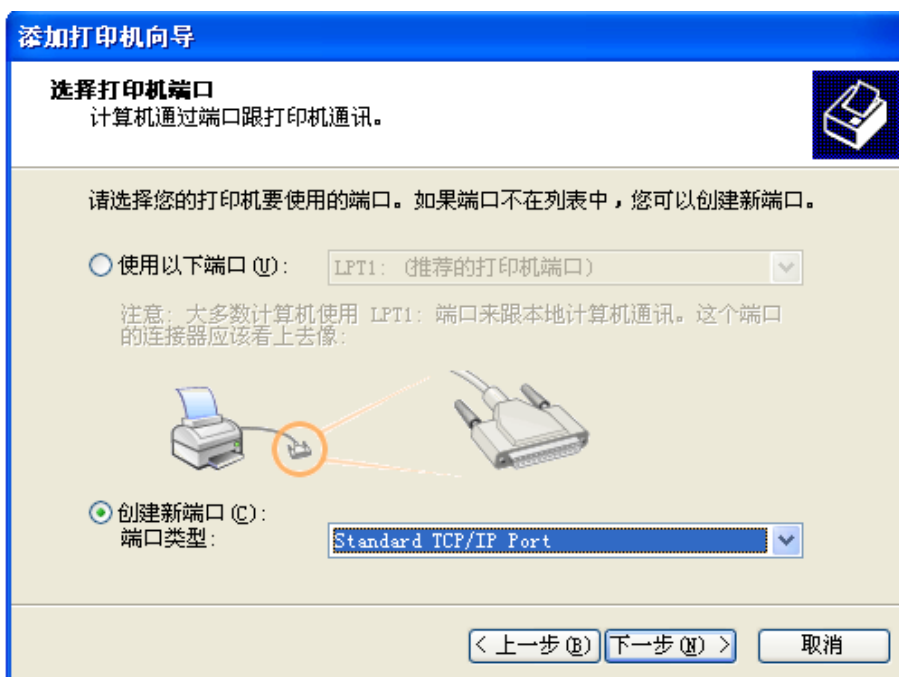 添加打印机向导
选择打印机端口
计算机通过端口跟打印机通讯。
请选择您的打印机要使用的端口。如果端口不在列表中，您可以创建新端口。
使用以下端口(U)： LPT1: (推荐的打印机端口)
注意: 大多数计算机使用 LPT1: 端口来跟本地计算机通讯。这个端口
的连接器应该看上去像:
创建新端口(C):
端口类型: Standard TCP/IP Port
< 上一步(B) 下一步(N) > 取消